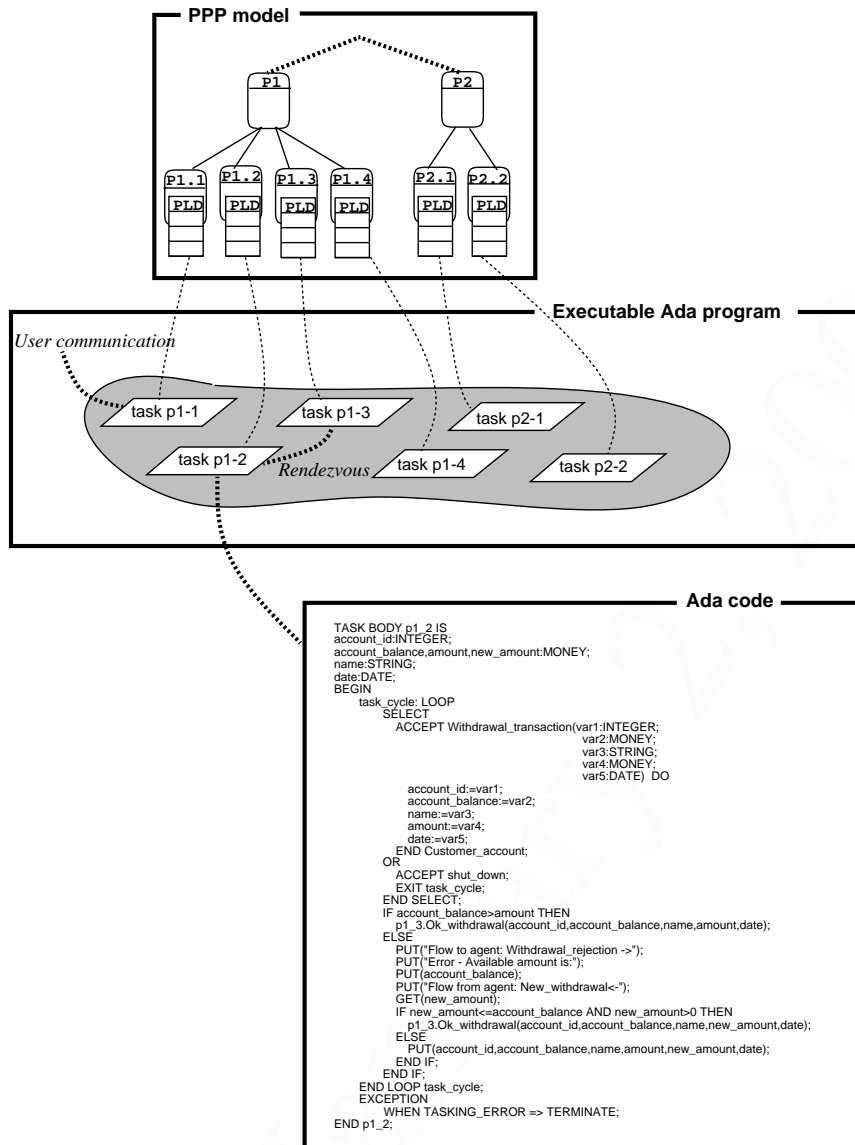 PPP model
P1
P2
P1.1
P1.2
P1.3
P1.4
P2.1
P2.2
PLD
PLD
PLD
PLD
PLD
PLD
Executable Ada program
User communication
task p1-1
task p1-3
task p2-1
task p1-2
Rendezvous
task p1-4
task p2-2
Ada code
TASK BODY p1_2 IS
account_id:INTEGER;
account_balance,amount,new_amount:MONEY;
name:STRING;
date:DATE;
BEGIN
task_cycle: LOOP
SELECT
ACCEPT Withdrawal_transaction(var1:INTEGER;
var2:MONEY;
var3:STRING;
var4:MONEY;
var5:DATE) DO
account_id:=var1;
account_balance:=var2;
name:=var3;
amount:=var4;
date:=var5;
END Customer_account;
OR
ACCEPT shut_down;
EXIT task_cycle;
END SELECT;
IF account_balance>amount THEN
p1_3.Ok_withdrawal(account_id,account_balance,name,amount,date);
ELSE
PUT("Flow to agent: Withdrawal_rejection ->");
PUT("Error - Available amount is:");
PUT(account_balance);
PUT("Flow from agent: New_withdrawal<-");
GET(new_amount);
IF new_amount<=account_balance AND new_amount>0 THEN
p1_3.Ok_withdrawal(account_id,account_balance,name,new_amount,date);
ELSE
PUT(account_id,account_balance,name,amount,new_amount,date);
END IF;
END IF;
END LOOP task_cycle;
EXCEPTION
WHEN TASKING_ERROR => TERMINATE;
END p1_2;